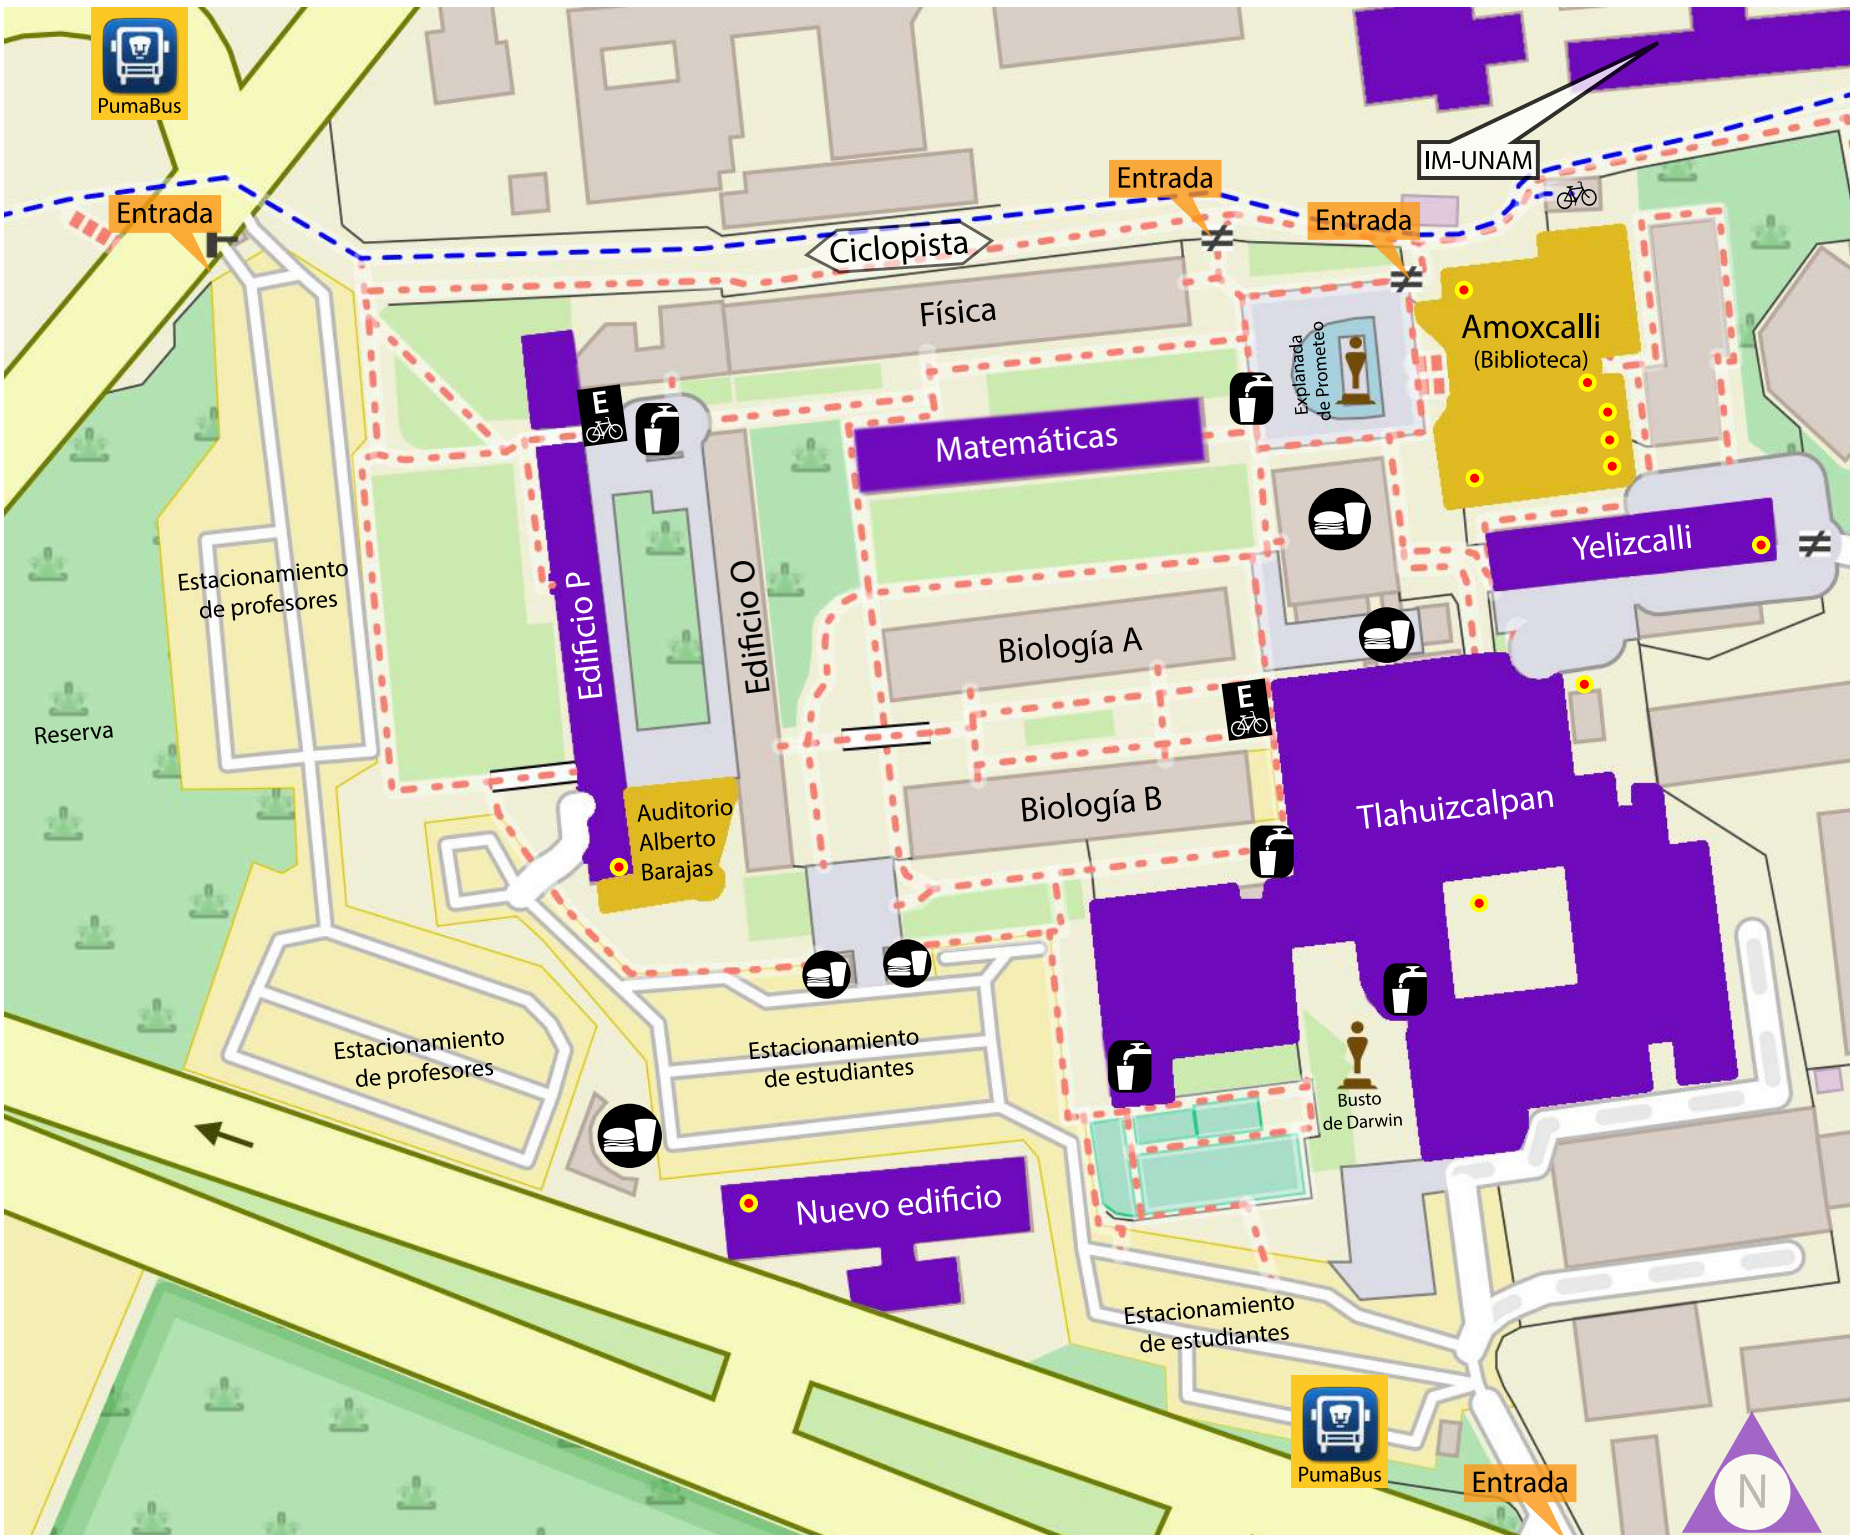 PumaBus
IM-UNAM
Entrada
Entrada
Entrada
Ciclopista
Física
Explanada
de Prometeo
Amoxcalli
(Biblioteca)
E
Matemáticas
Yelizcalli
Estacionamiento
de profesores
Edificio P
Edificio O
Biología A
E
Reserva
Biología B
Tlahuizcalpan
Auditorio
Alberto
Barajas
Estacionamiento
de profesores
Estacionamiento
de estudiantes
Busto
de Darwin
Nuevo edificio
Estacionamiento
de estudiantes
PumaBus
Entrada
N